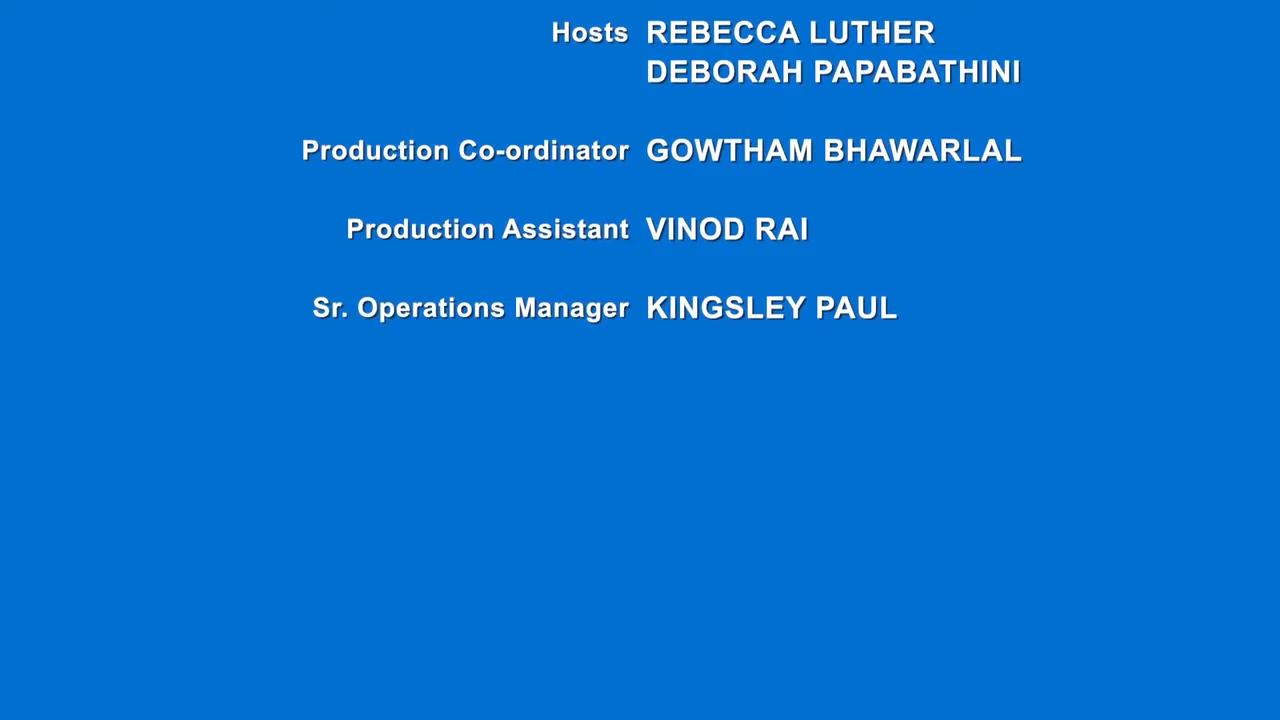 Hosts REBECCA LUTHER
DEBORAH PAPABATHINI
Production Co-ordinator GOWTHAM BHAWARLAL
Production Assistant VINOD RAI
Sr. Operations Manager KINGSLEY PAUL